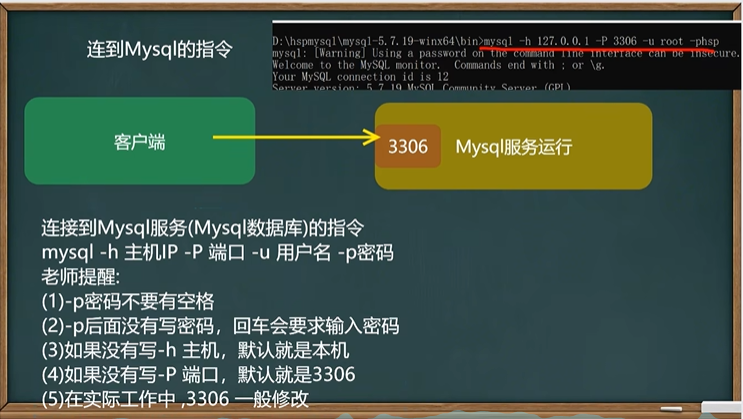 连到Mysql的指令
D:\hspmysql\mysql-5.7.19-winx64\bin>mysql -h 127.0.0.1 -P 3306 -u root -phsp
mysql: [Warning] Using a password on the command line interface can be insecure.
Welcome to the MySQL monitor.  Commands end with ; or \g.
Your MySQL connection id is 12
Server version: 5.7.19 MySQL Community Server (GPL)
客户端
3306
Mysql服务运行
连接到Mysql服务(Mysql数据库)的指令
mysql -h 主机IP -P 端口 -u 用户名 -p密码
老师提醒:
(1)-p密码不要有空格
(2)-p后面没有写密码，回车会要求输入密码
(3)如果没有写-h 主机，默认就是本机
(4)如果没有写-P 端口，默认就是3306
(5)在实际工作中 ,3306 一般修改